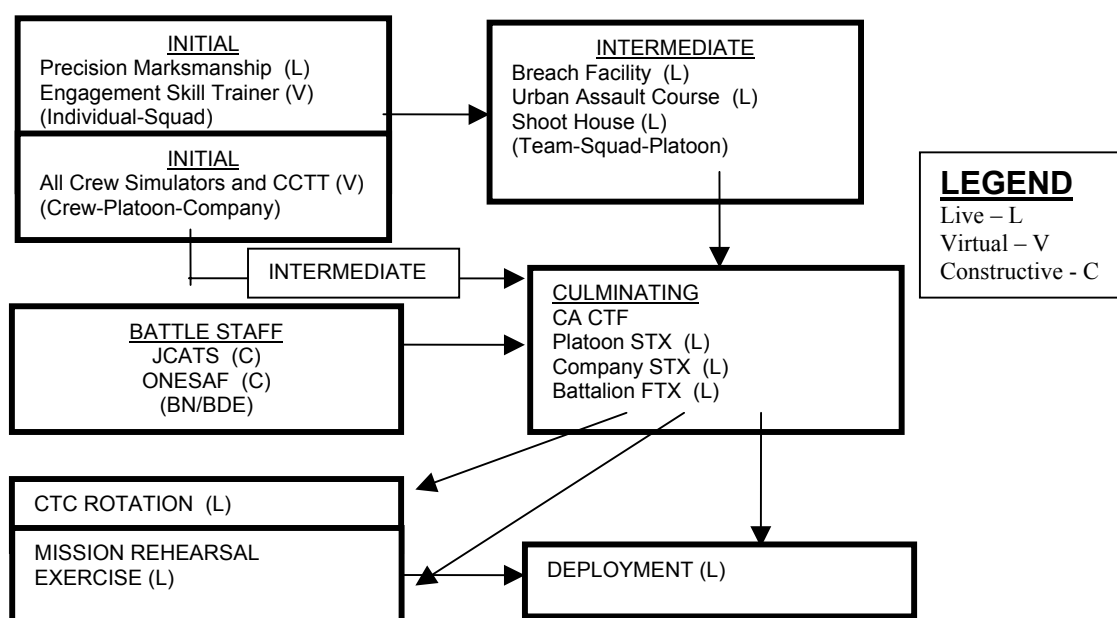 INITIAL
Precision Marksmanship (L)
Engagement Skill Trainer (V)
(Individual-Squad)
INITIAL
All Crew Simulators and CCTT (V)
(Crew-Platoon-Company)
INTERMEDIATE
Breach Facility (L)
Urban Assault Course (L)
Shoot House (L)
(Team-Squad-Platoon)
LEGEND
Live – L
Virtual – V
Constructive - C
INTERMEDIATE
BATTLE STAFF
JCATS (C)
ONESAF (C)
(BN/BDE)
CULMINATING
CA CTF
Platoon STX (L)
Company STX (L)
Battalion FTX (L)
CTC ROTATION (L)
MISSION REHEARSAL
EXERCISE (L)
DEPLOYMENT (L)